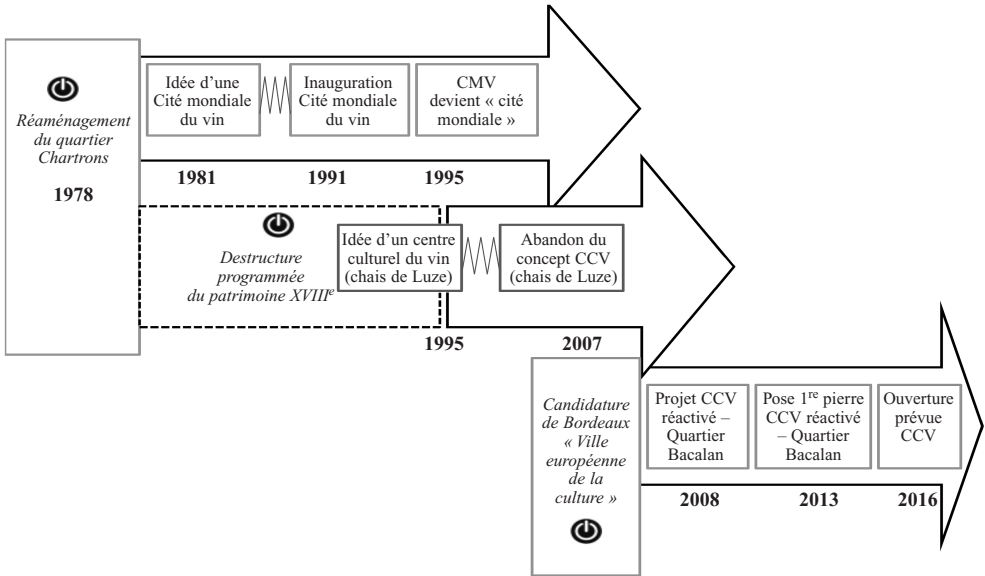 Réaménagement
du quartier
Chartrons
1978
Idée d'une
Cité mondiale
du vin
Inauguration
Cité mondiale
du vin
CMV
devient « cité
mondiale »
1981
1991
1995
Destructure
programmée
du patrimoine XVIIIe
Idée d'un centre
culturel du vin
(chais de Luze)
Abandon du
concept CCV
(chais de Luze)
1995
2007
Candidature
de Bordeaux
« Ville
européenne
de la
culture »
Projet CCV
réactivé –
Quartier
Bacalan
Pose 1re pierre
CCV réactivé
– Quartier
Bacalan
Ouverture
prévue
CCV
2008
2013
2016